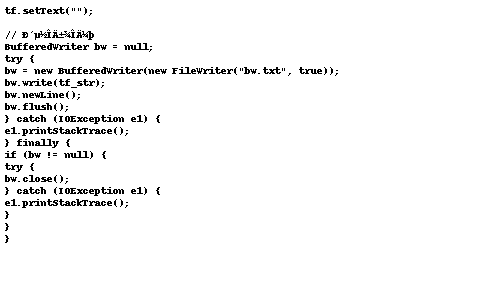 tf.setText("");
// Ð´µ½ÎÄ±¾ÎÄ¼þ
BufferedWriter bw = null;
try {
bw = new BufferedWriter(new FileWriter("bw.txt", true));
bw.write(tf_str);
bw.newLine();
bw.flush();
} catch (IOException e1) {
e1.printStackTrace();
} finally {
if (bw != null) {
try {
bw.close();
} catch (IOException e1) {
e1.printStackTrace();
}
}
}